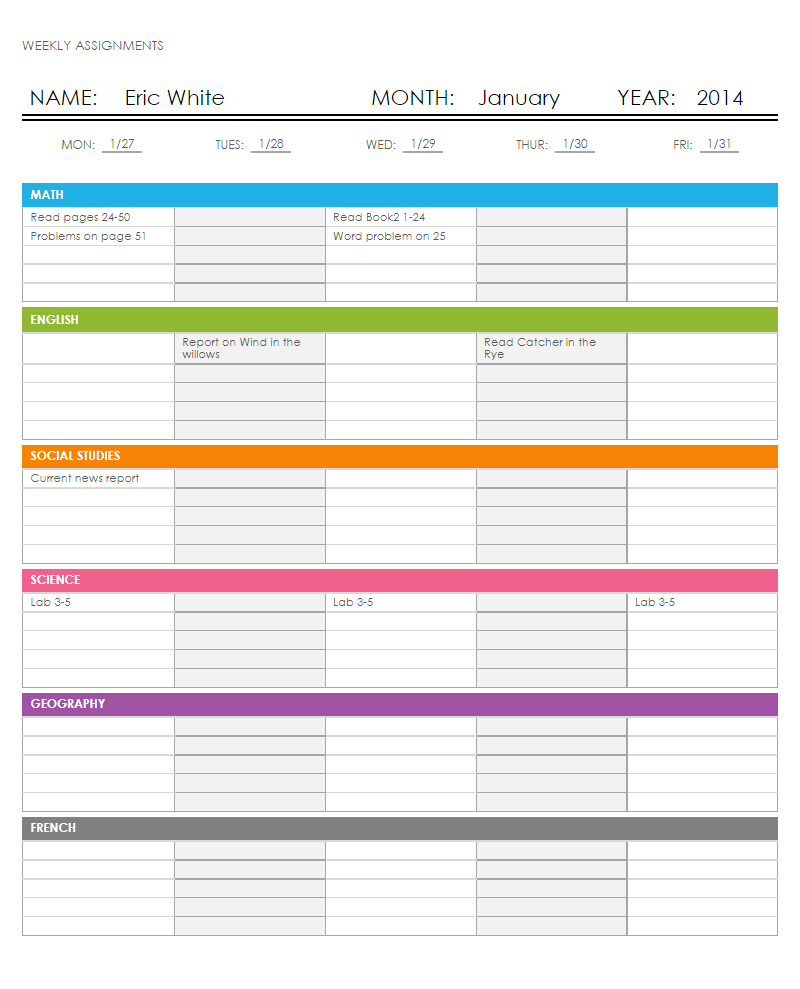 WEEKLY ASSIGNMENTS
NAME: Eric White MONTH: January YEAR: 2014
MON: 1/27 TUES: 1/28 WED: 1/29 THUR: 1/30 FRI: 1/31
MATH
Read pages 24-50 Read Book2 1-24
Problems on page 51 Word problem on 25
ENGLISH
Report on Wind in the Read Catcher in the
willows Rye
SOCIAL STUDIES
Current news report
SCIENCE
Lab 3-5 Lab 3-5 Lab 3-5
GEOGRAPHY
FRENCH